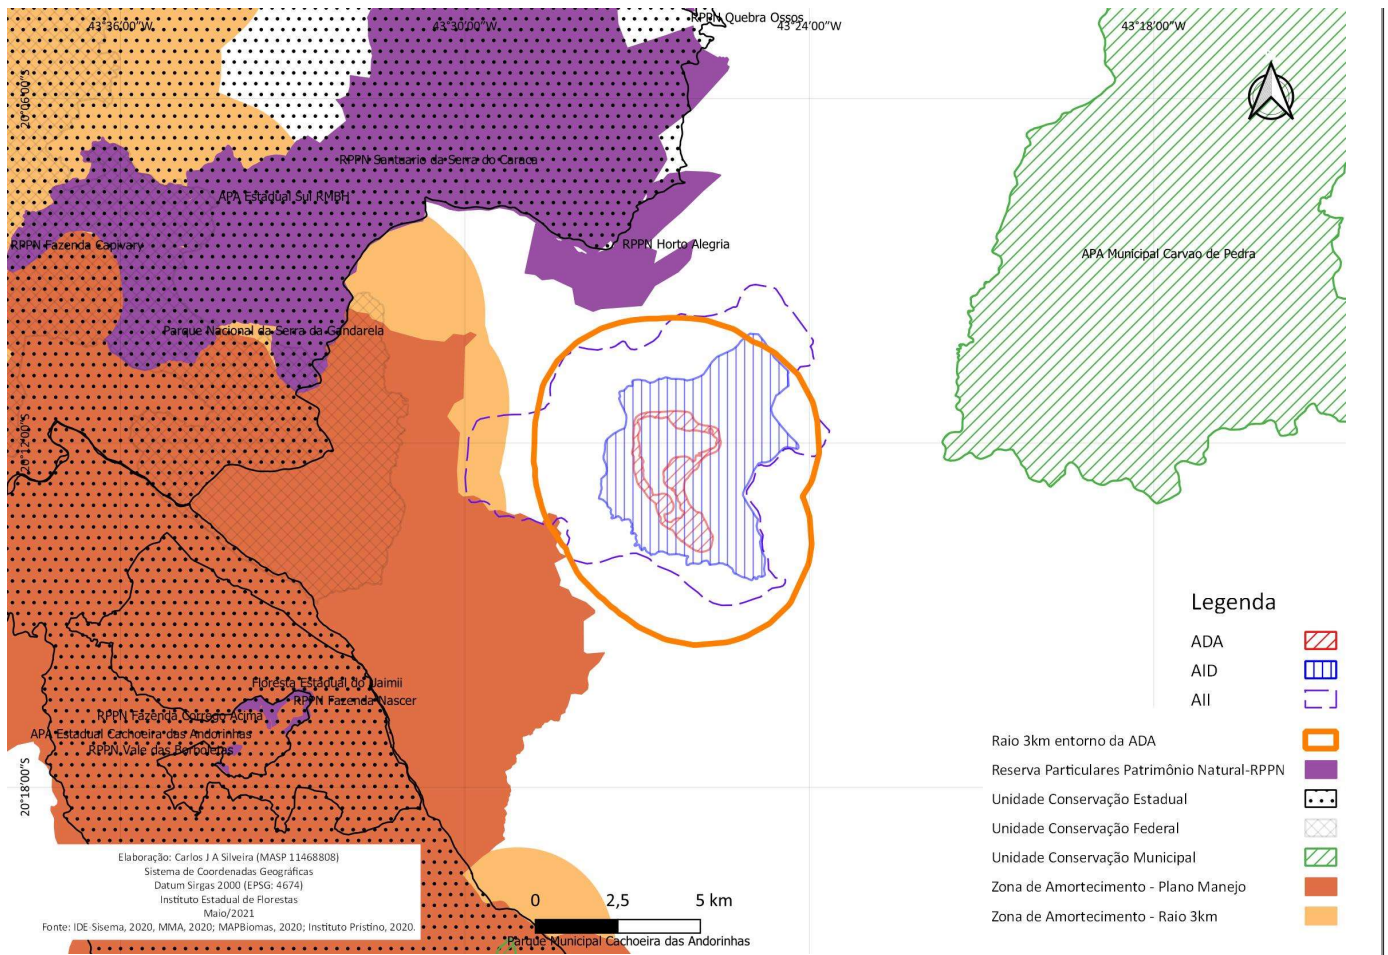 RPPN Quebra Ossos
43°36'00"W
43°30'00"W
43°24'00"W
43°18'00"W
20°06'00"S
RPPN Santuario da Serra do Caraca
APA Estadual Sul RMBH
RPPN Fazenda Capivary
RPPN Horto Alegria
APA Municipal Carvao de Pedra
Parque Nacional da Serra da Gandarela
20°12'00"S
Legenda
ADA
AID
AII
Floresta Estadual do Uaimii
RPPN Fazenda Nascer
RPPN Fazenda Corrego Acima
APA Estadual Cachoeira das Andorinhas
RPPN Vale das Borboletas
20°18'00"S
Raio 3km entorno da ADA
Reserva Particulares Patrimônio Natural-RPPN
Unidade Conservação Estadual
Unidade Conservação Federal
Unidade Conservação Municipal
Zona de Amortecimento - Plano Manejo
Zona de Amortecimento - Raio 3km
Elaboração: Carlos J A Silveira (MASP 11468808)
Sistema de Coordenadas Geográficas
Datum Sirgas 2000 (EPSG: 4674)
Instituto Estadual de Florestas
Maio/2021
Fonte: IDE-Sisema, 2020, MMA, 2020; MAPBiomas, 2020; Instituto Prístino, 2020.
0 2,5 5 km
Parque Municipal Cachoeira das Andorinhas